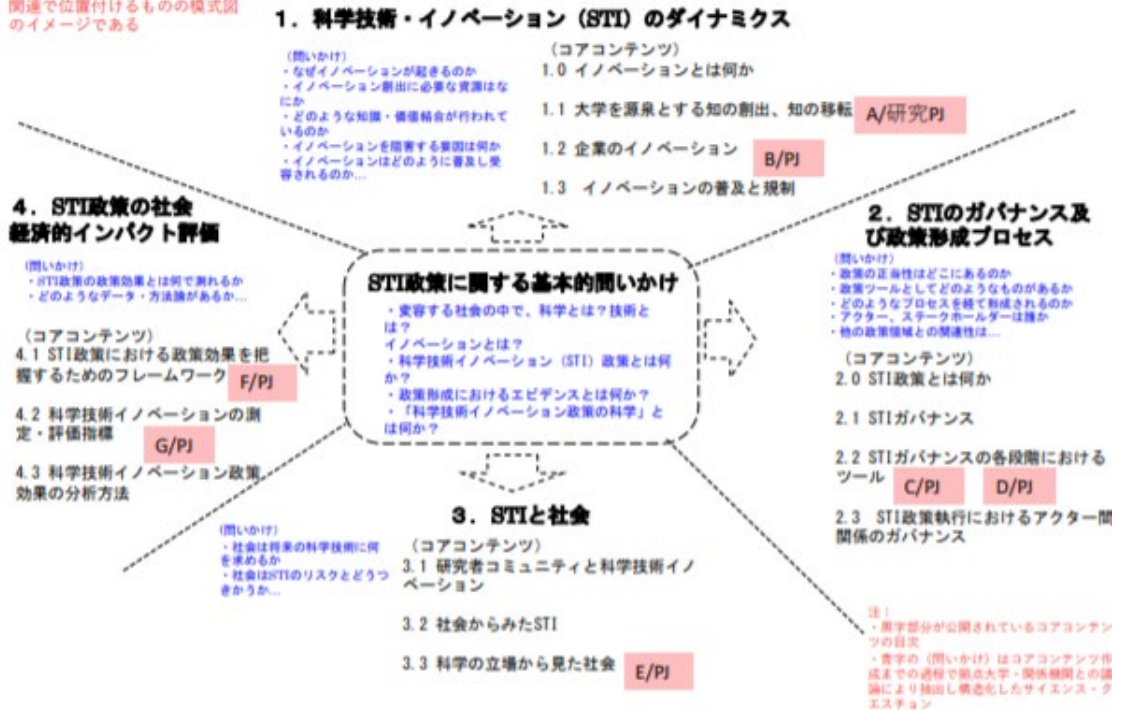 関連で位置付けるものの模式図
のイメージである
1. 科学技術・イノベーション（STI）のダイナミクス
（問いかけ）
・なぜイノベーションが起きるのか
・イノベーション創出に必要な資源はな
にか
・どのような知識・価値結合が行われて
いるのか
・イノベーションを阻害する要因は何か
・イノベーションはどのように普及し受
容されるのか…
（コアコンテンツ）
1.0 イノベーションとは何か
1.1 大学を源泉とする知の創出、知の移転
A/研究PJ
1.2 企業のイノベーション
B/PJ
1.3 イノベーションの普及と規制
4. STI政策の社会
経済的インパクト評価
（問いかけ）
・STI政策の政策効果とは何で測れるか
・どのようなデータ・方法論があるか…
（コアコンテンツ）
4.1 STI政策における政策効果を把
握するためのフレームワーク
F/PJ
4.2 科学技術イノベーションの測
定・評価指標
G/PJ
4.3 科学技術イノベーション政策
効果の分析方法
STI政策に関する基本的問いかけ
・変容する社会の中で、科学とは？技術と
は？
イノベーションとは？
・科学技術イノベーション（STI）政策とは何
か？
・政策形成におけるエビデンスとは何か？
・「科学技術イノベーション政策の科学」と
は何か？
2. STIのガバナンス及
び政策形成プロセス
（問いかけ）
・政策の正当性はどこにあるのか
・政策ツールとしてどのようなものがあるか
・どのようなプロセスを経て形成されるのか
・アクター、ステークホールダーは誰か
・他の政策領域との関連性は…
（コアコンテンツ）
2.0 STI政策とは何か
2.1 STIガバナンス
2.2 STIガバナンスの各段階における
ツール
C/PJ
D/PJ
2.3 STI政策執行におけるアクター間
関係のガバナンス
3. STIと社会
（問いかけ）
・社会は将来の科学技術に何
を求めるか
・社会はSTIのリスクとどうつ
きあうか…
（コアコンテンツ）
3.1 研究者コミュニティと科学技術イノ
ベーション
3.2 社会からみたSTI
3.3 科学の立場から見た社会
E/PJ
注：
・黒字部分が公開されているコアコンテン
ツの目次
・青字の（問いかけ）はコアコンテンツ作
成までの過程で拠点大学・関係機関との議
論により抽出し構造化したサイエンス・ク
エスチョン